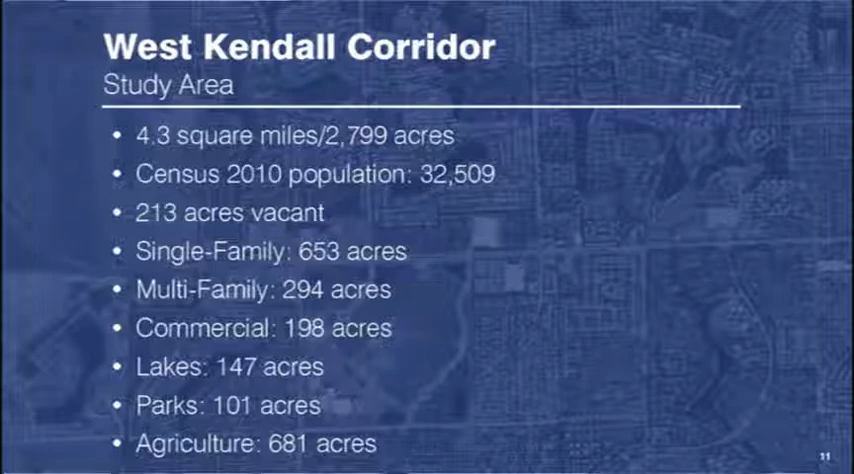 West Kendall Corridor
Study Area
• 4.3 square miles/2,799 acres
• Census 2010 population: 32,509
• 213 acres vacant
• Single-Family: 653 acres
• Multi-Family: 294 acres
• Commercial: 198 acres
• Lakes: 147 acres
• Parks: 101 acres
• Agriculture: 681 acres
11